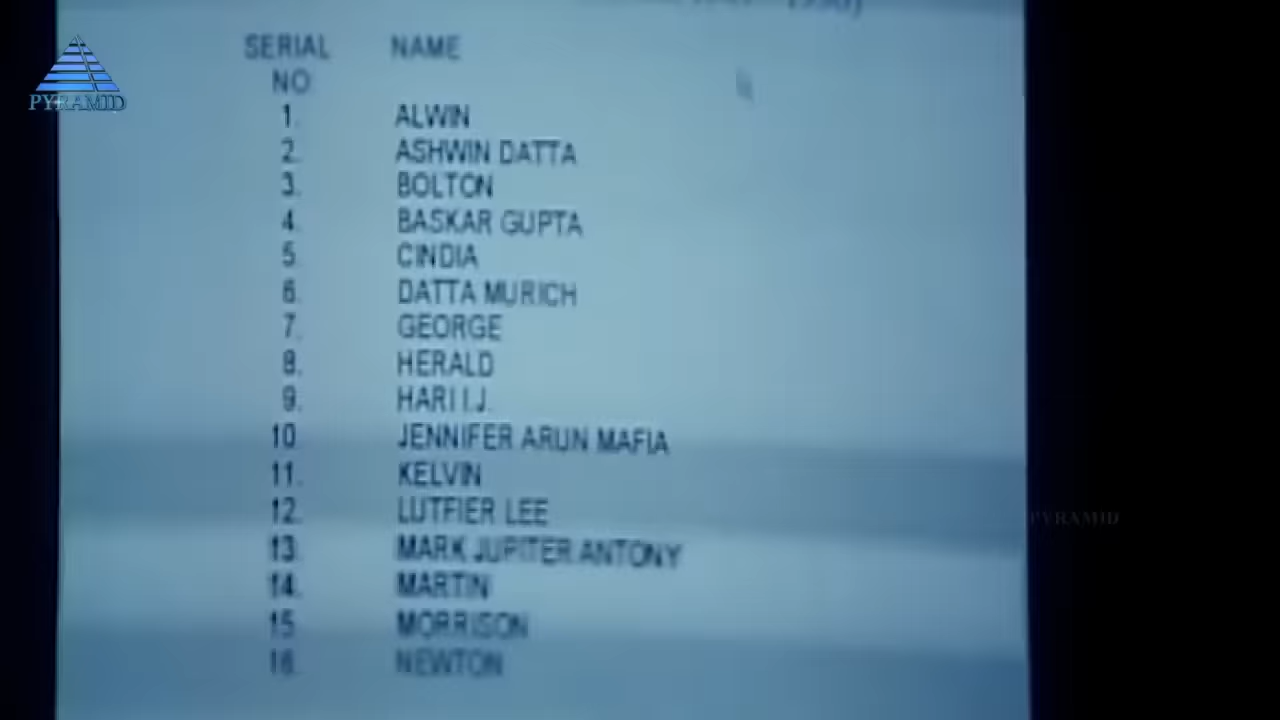 SERIAL NAME
NO
1. ALWIN
2. ASHWIN DATTA
3. BOLTON
4. BASKAR GUPTA
5. CINDIA
6. DATTA MURICH
7. GEORGE
8. HERALD
9. HARI I.J.
10. JENNIFER ARUN MAFIA
11. KELVIN
12. LUTFIER LEE
13. MARK JUPITER ANTONY
14. MARTIN
15. MORRISON
16. NEWTON
PYRAMID
PYRAMID